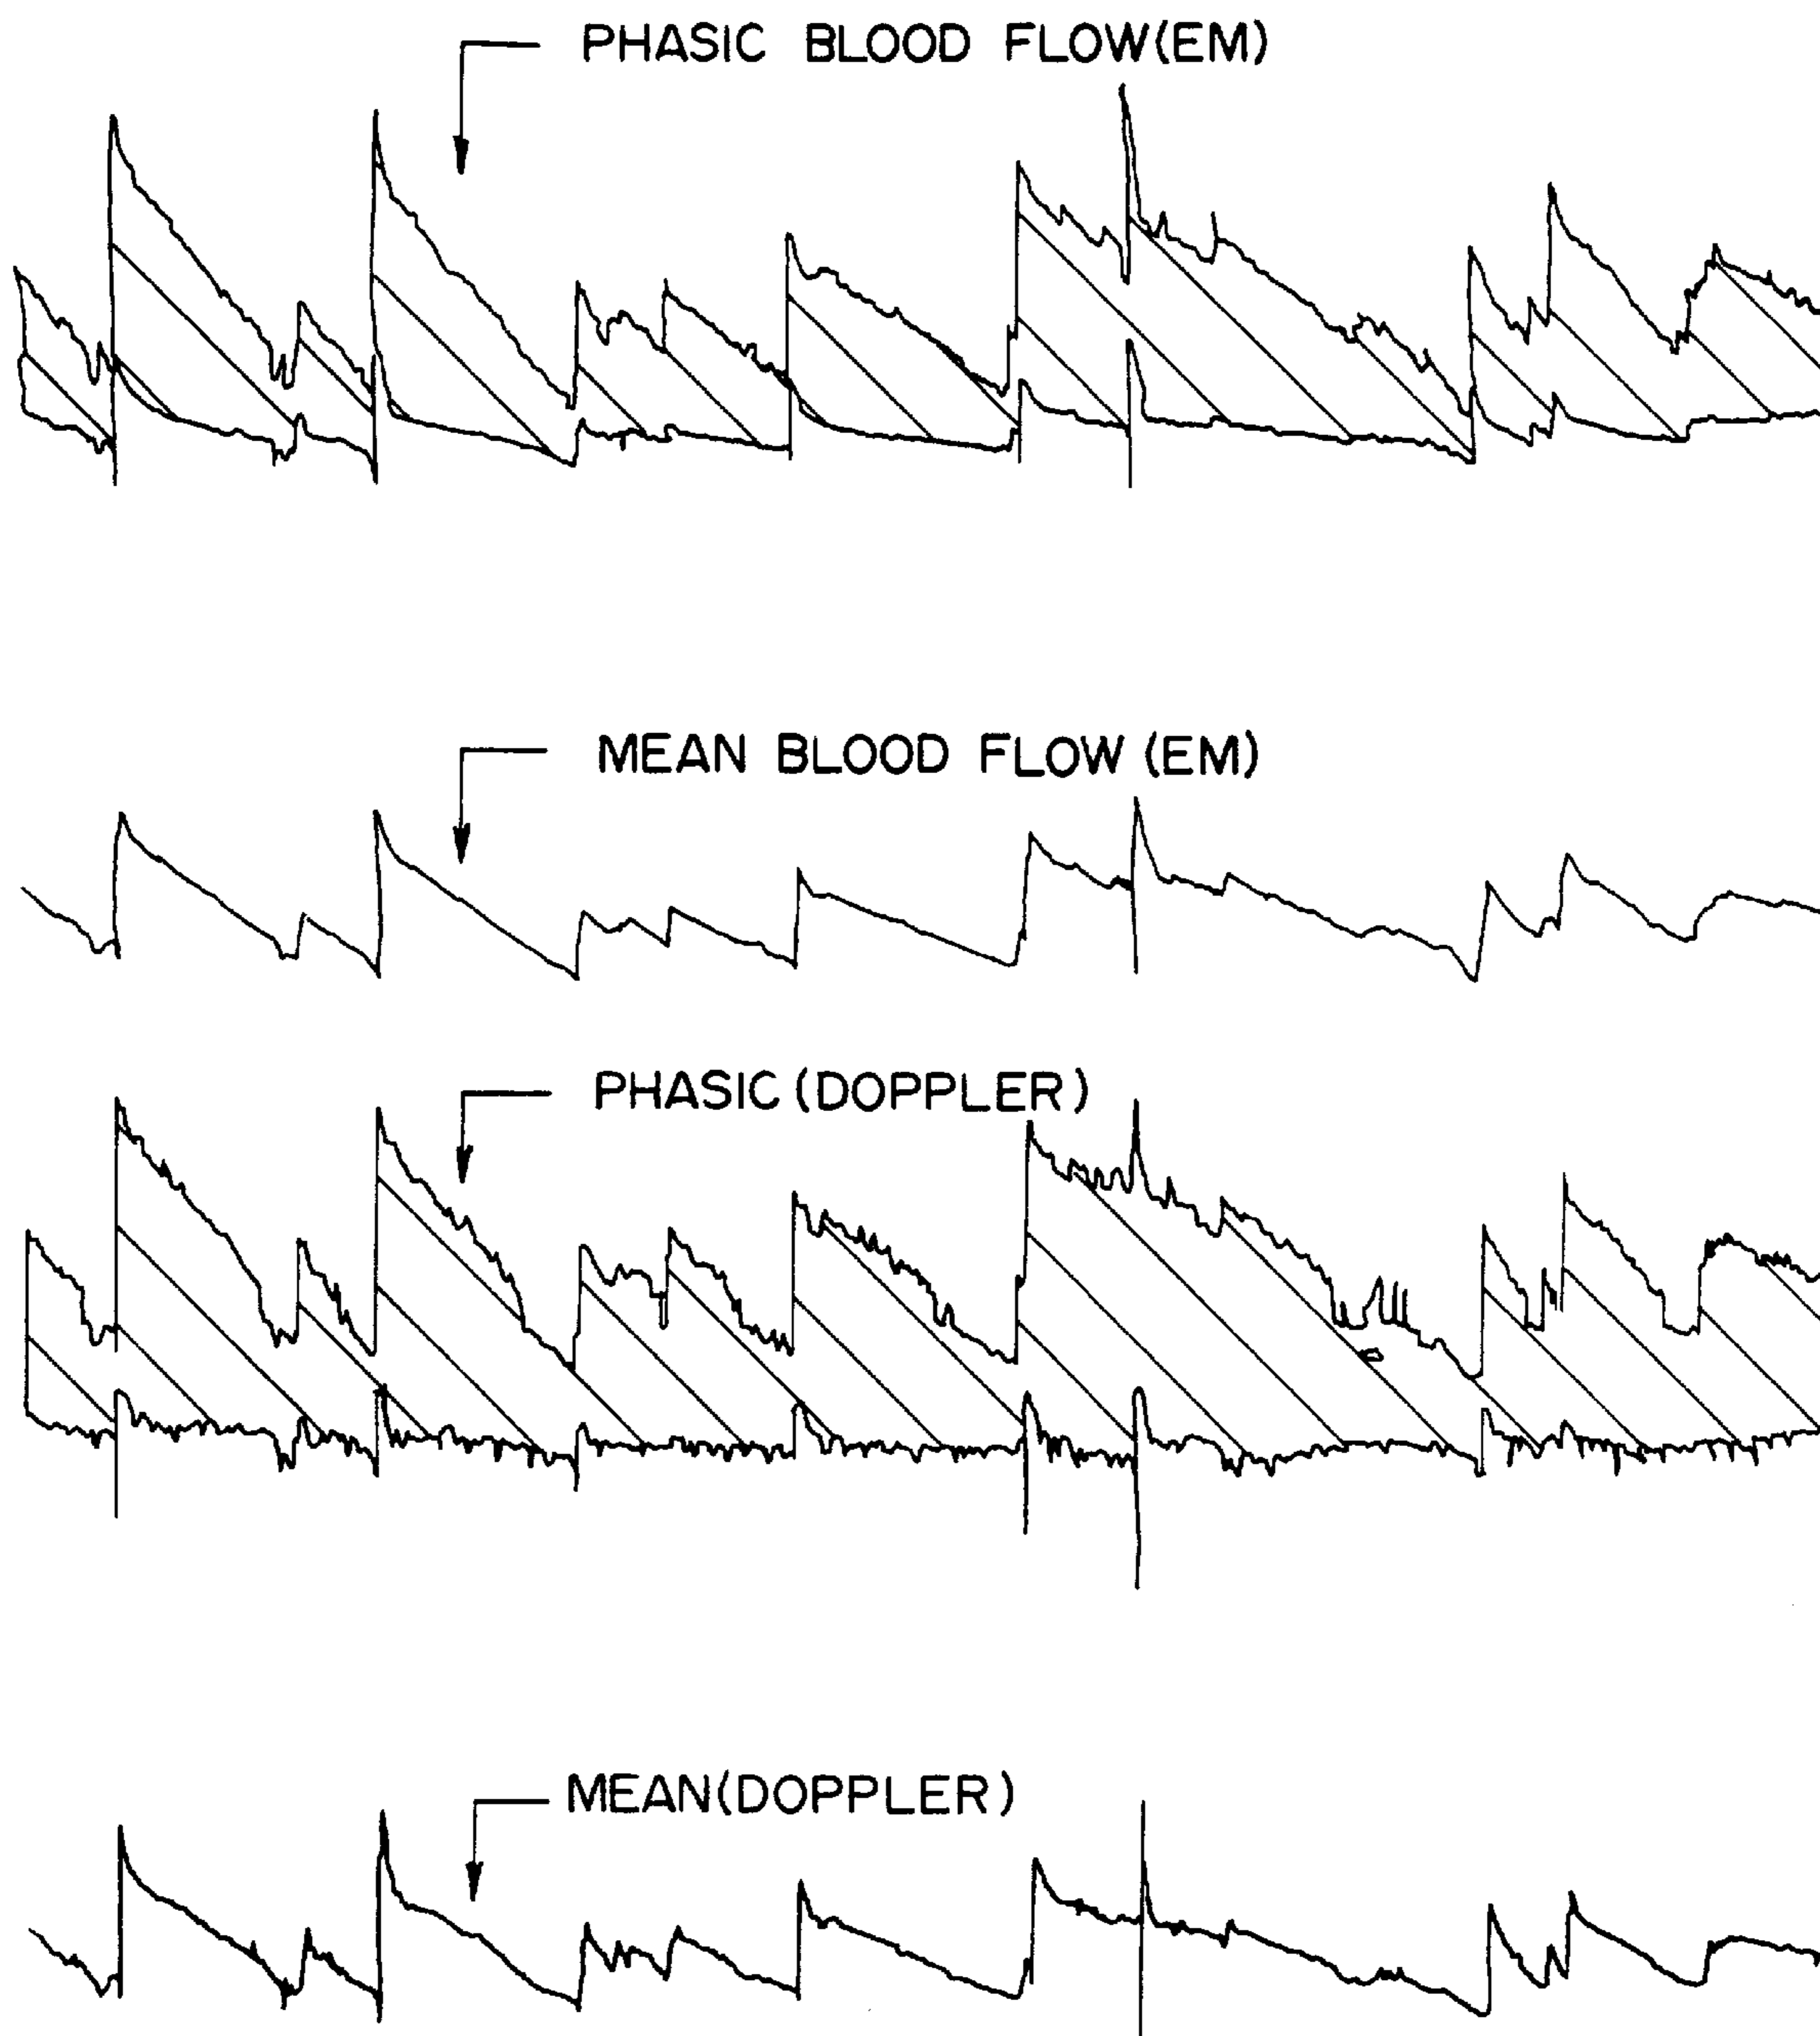 PHASIC BLOOD FLOW(EM)
MEAN BLOOD FLOW (EM)
PHASIC (DOPPLER)
MEAN(DOPPLER)